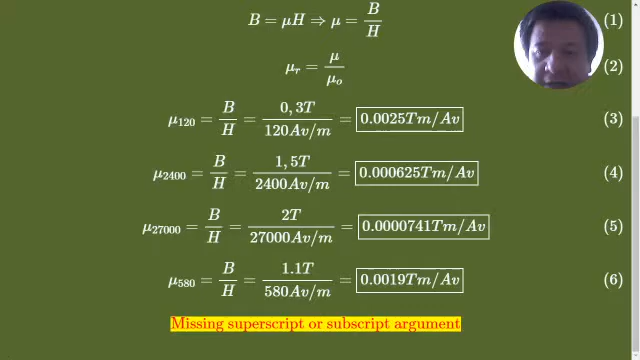 B = μH ⇒ μ = B/H (1)
μ_r = μ/μ_o (2)
μ_120 = B/H = 0,3T/120Av/m = 0.0025Tm/Av (3)
μ_2400 = B/H = 1,5T/2400Av/m = 0.000625Tm/Av (4)
μ_27000 = B/H = 2T/27000Av/m = 0.0000741Tm/Av (5)
μ_580 = B/H = 1.1T/580Av/m = 0.0019Tm/Av (6)
Missing superscript or subscript argument